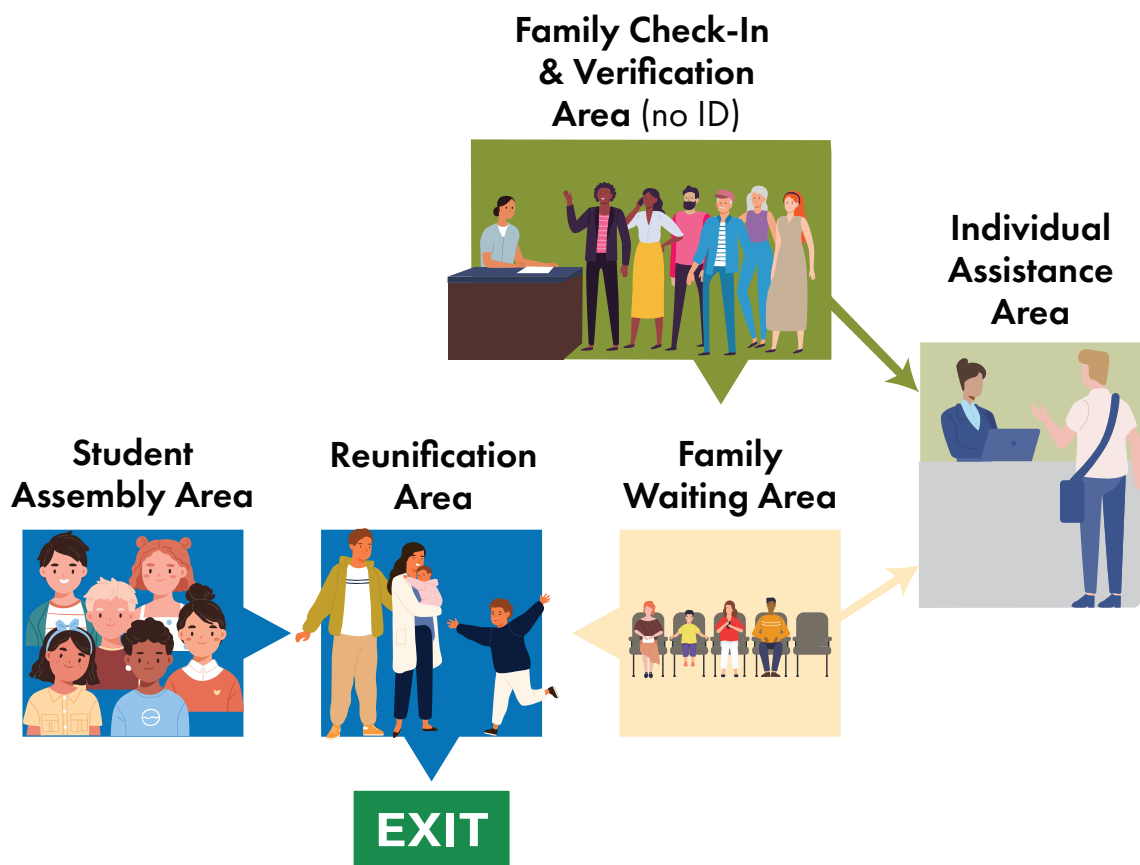 Family Check-In
& Verification
Area (no ID)
Individual
Assistance
Area
Student
Assembly Area
Reunification
Area
Family
Waiting Area
EXIT